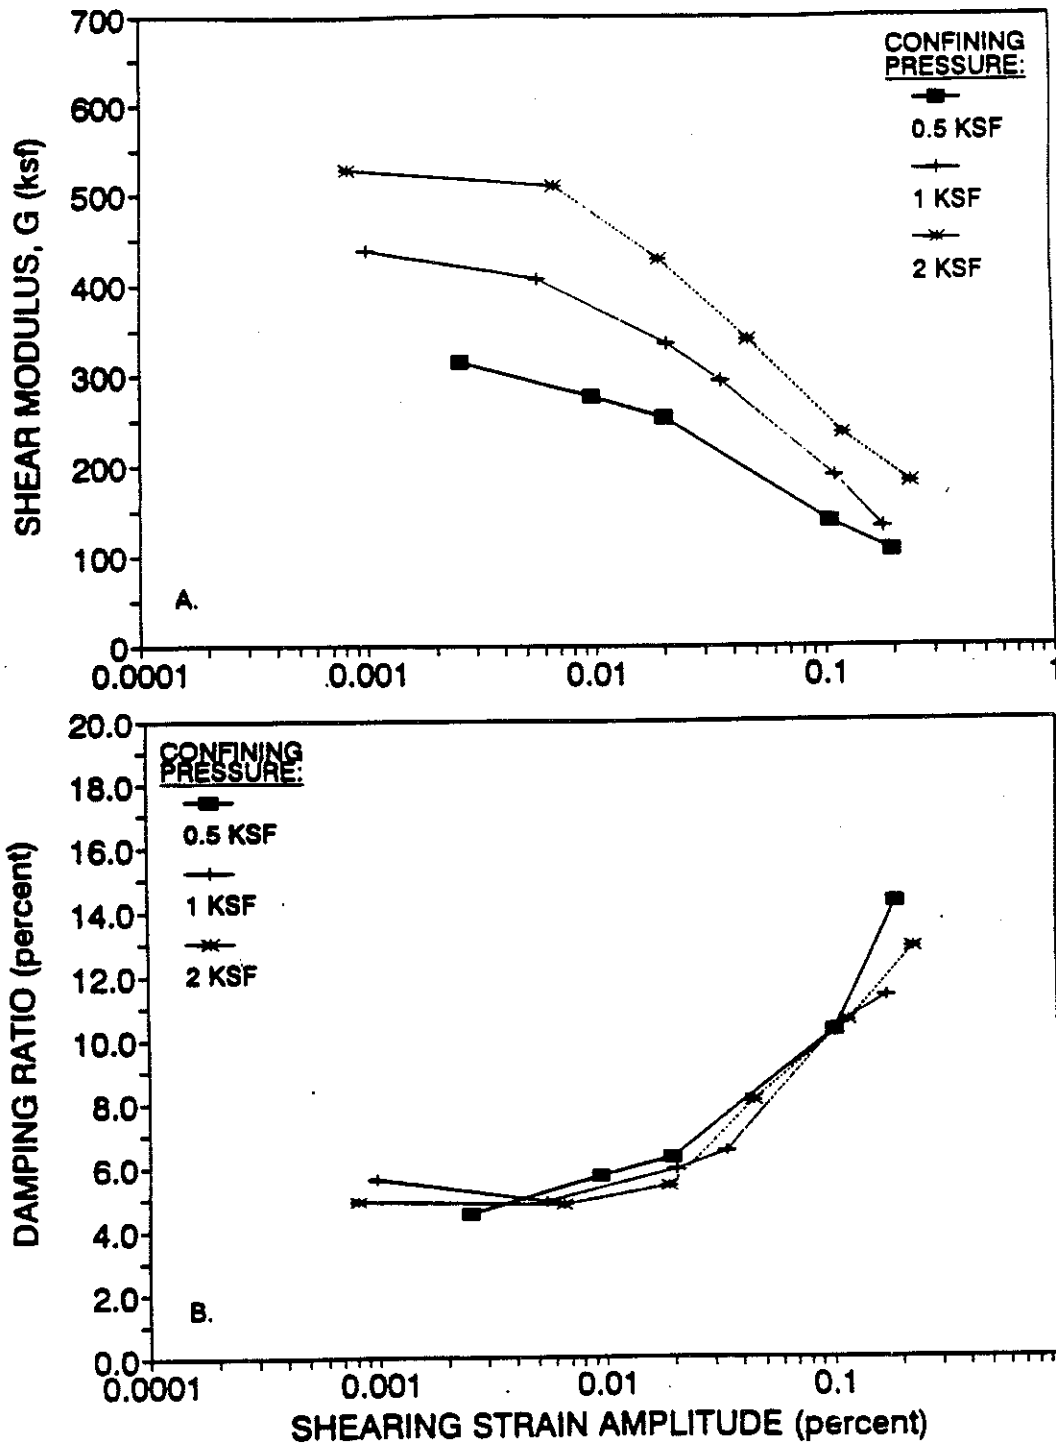 SHEAR MODULUS, G (ksf)
700
600
500
400
300
200
100
0
CONFINING
PRESSURE:
0.5 KSF
1 KSF
2 KSF
A.
0.0001
0.001
0.01
0.1
1
DAMPING RATIO (percent)
20.0
18.0
16.0
14.0
12.0
10.0
8.0
6.0
4.0
2.0
0.0
CONFINING
PRESSURE:
0.5 KSF
1 KSF
2 KSF
B.
0.0001
0.001
0.01
0.1
SHEARING STRAIN AMPLITUDE (percent)